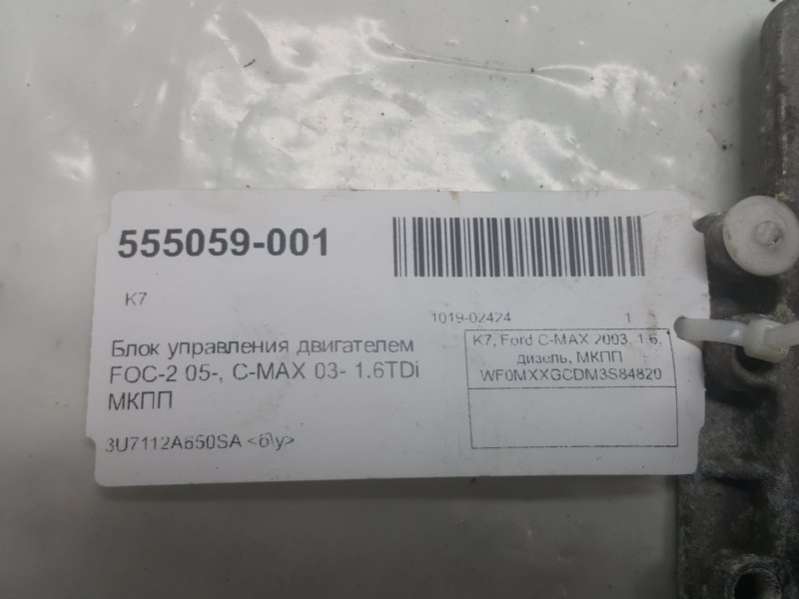 555059-001
K7
1019-02424 1
Блок управления двигателем
FOC-2 05-, C-MAX 03- 1.6TDi
МКПП
3U7112A650SA <б\у>
K7, Ford C-MAX 2003, 1.6,
дизель, МКПП
WF0MXXGCDM3S84820